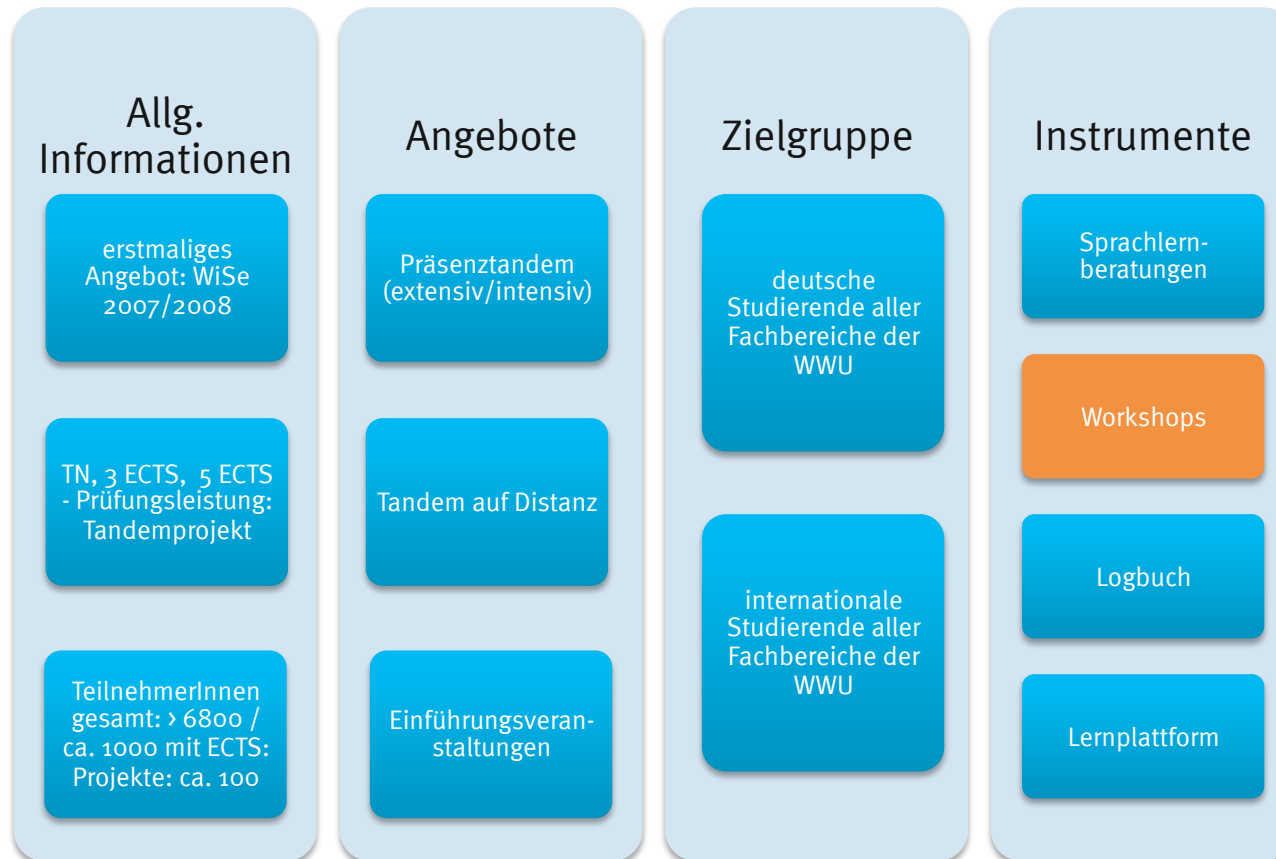 Allg.
Informationen
erstmaliges
Angebot: WiSe
2007/2008
TN, 3 ECTS, 5 ECTS
- Prüfungsleistung:
Tandemprojekt
TeilnehmerInnen
gesamt: > 6800 /
ca. 1000 mit ECTS:
Projekte: ca. 100
Angebote
Präsenztandem
(extensiv/intensiv)
Tandem auf Distanz
Einführungsveran-
staltungen
Zielgruppe
deutsche
Studierende aller
Fachbereiche der
WWU
internationale
Studierende aller
Fachbereiche der
WWU
Instrumente
Sprachlern-
beratungen
Workshops
Logbuch
Lernplattform